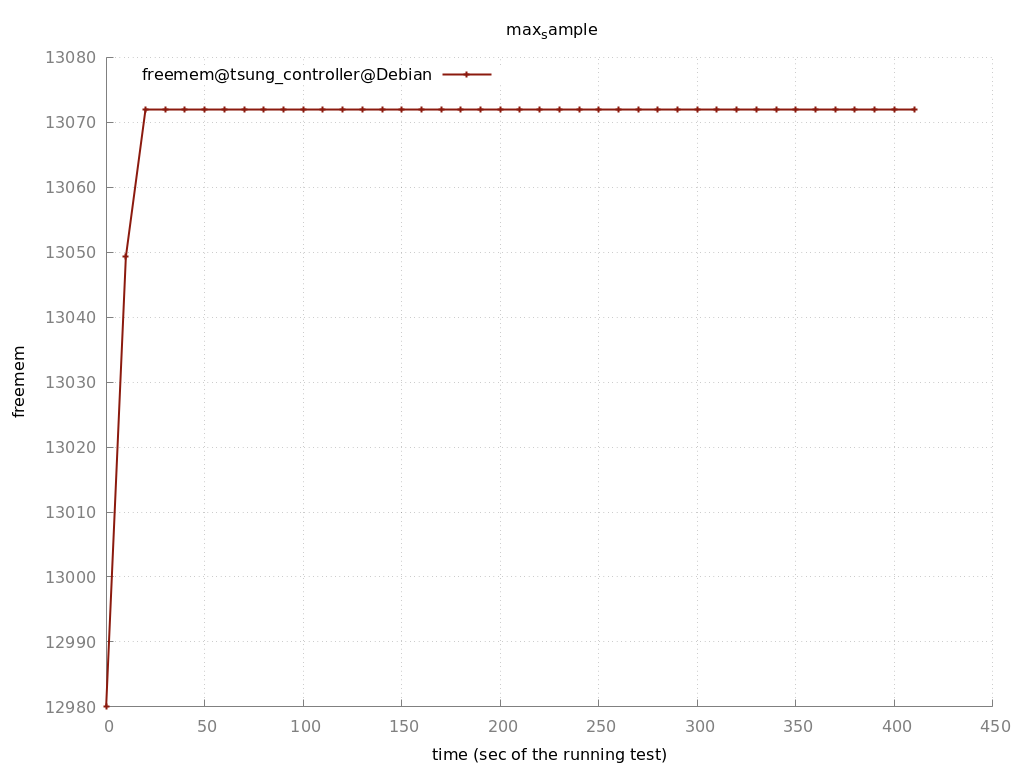 max_sample
13080
freemem@tsung_controller@Debian
13070
13060
13050
13040
13030
13020
13010
13000
12990
12980
freemem
0 50 100 150 200 250 300 350 400 450
time (sec of the running test)